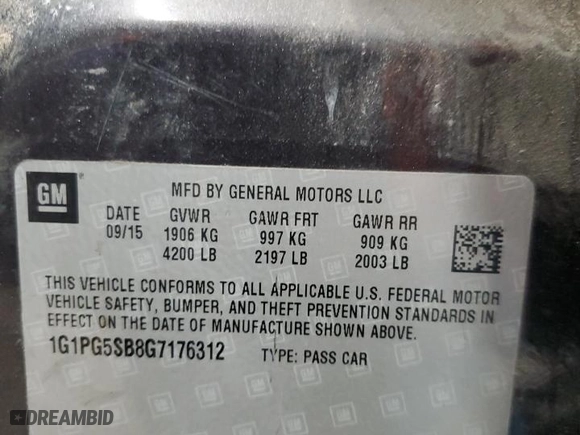 GM
MFD BY GENERAL MOTORS LLC
DATE GVWR GAWR FRT GAWR RR
09/15 1906 KG 997 KG 909 KG
4200 LB 2197 LB 2003 LB
THIS VEHICLE CONFORMS TO ALL APPLICABLE U.S. FEDERAL MOTOR
VEHICLE SAFETY, BUMPER, AND THEFT PREVENTION STANDARDS IN
EFFECT ON THE DATE OF MANUFACTURE SHOWN ABOVE.
1G1PG5SB8G7176312 TYPE: PASS CAR
DREAMBID